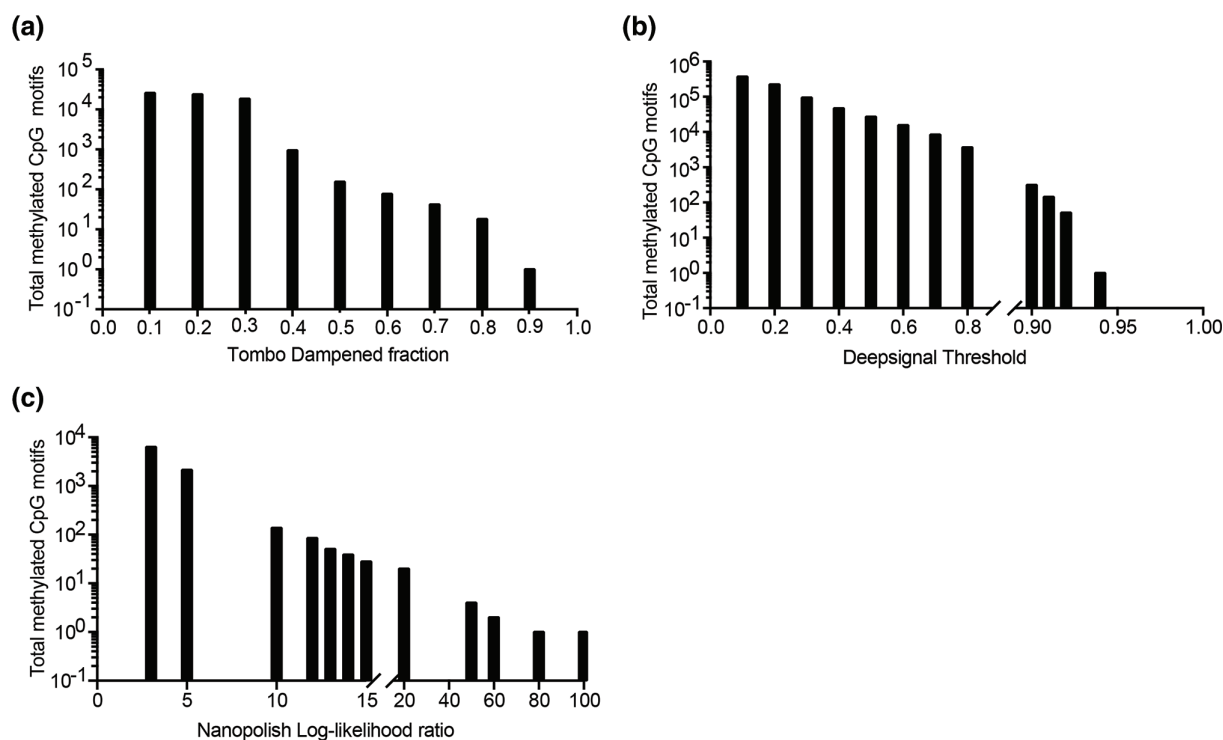 (a)
Total methylated CpG motifs
10^5
10^4
10^3
10^2
10^1
10^0
10^-1
0.0 0.1 0.2 0.3 0.4 0.5 0.6 0.7 0.8 0.9 1.0
Tombo Dampened fraction
(b)
Total methylated CpG motifs
10^6
10^5
10^4
10^3
10^2
10^1
10^0
10^-1
0.0 0.2 0.4 0.6 0.8 0.90 0.95 1.00
Deepsignal Threshold
(c)
Total methylated CpG motifs
10^4
10^3
10^2
10^1
10^0
10^-1
0 5 10 15 20 40 60 80 100
Nanopolish Log-likelihood ratio